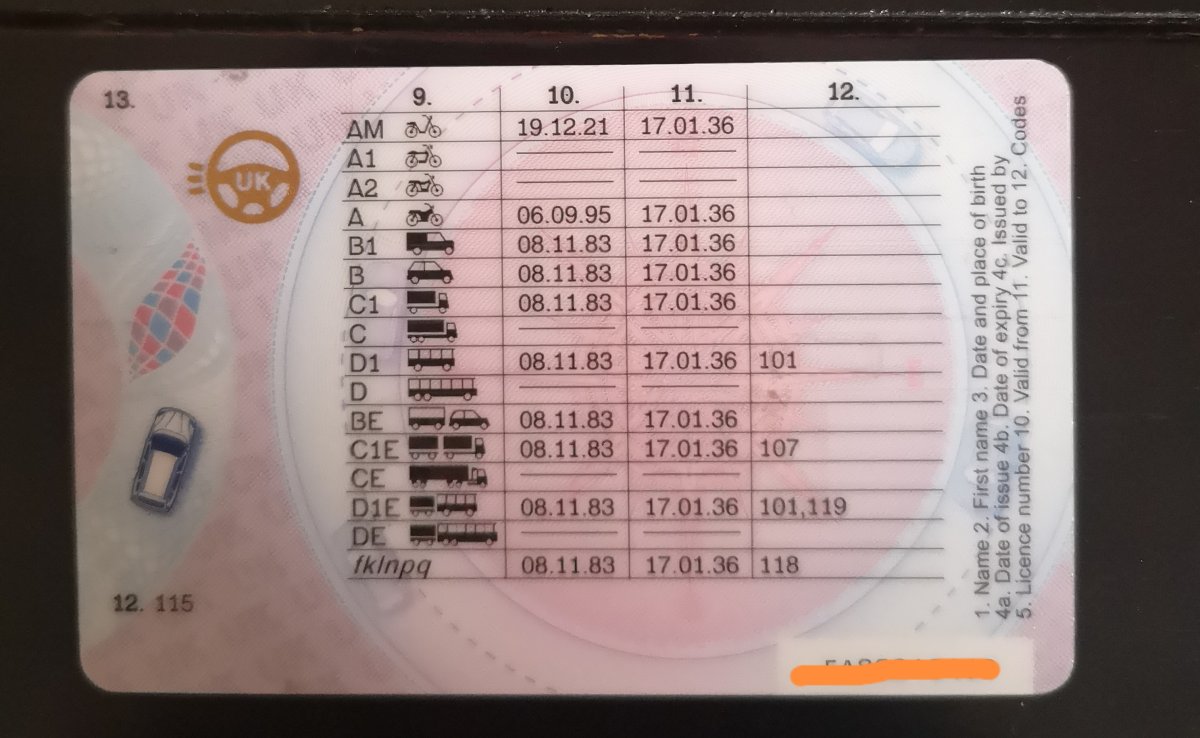 13.
9. 10. 11. 12.
UK
AM 19.12.21 17.01.36
A1
A2
A 06.09.95 17.01.36
B1 08.11.83 17.01.36
B 08.11.83 17.01.36
C1 08.11.83 17.01.36
C
D1 08.11.83 17.01.36 101
D
BE 08.11.83 17.01.36
C1E 08.11.83 17.01.36 107
CE
D1E 08.11.83 17.01.36 101,119
DE
fklnpq 08.11.83 17.01.36 118
12. 115
1. Name 2. First name 3. Date and place of birth
4a. Date of issue 4b. Date of expiry 4c. Issued by
5. Licence number 10. Valid from 11. Valid to 12. Codes